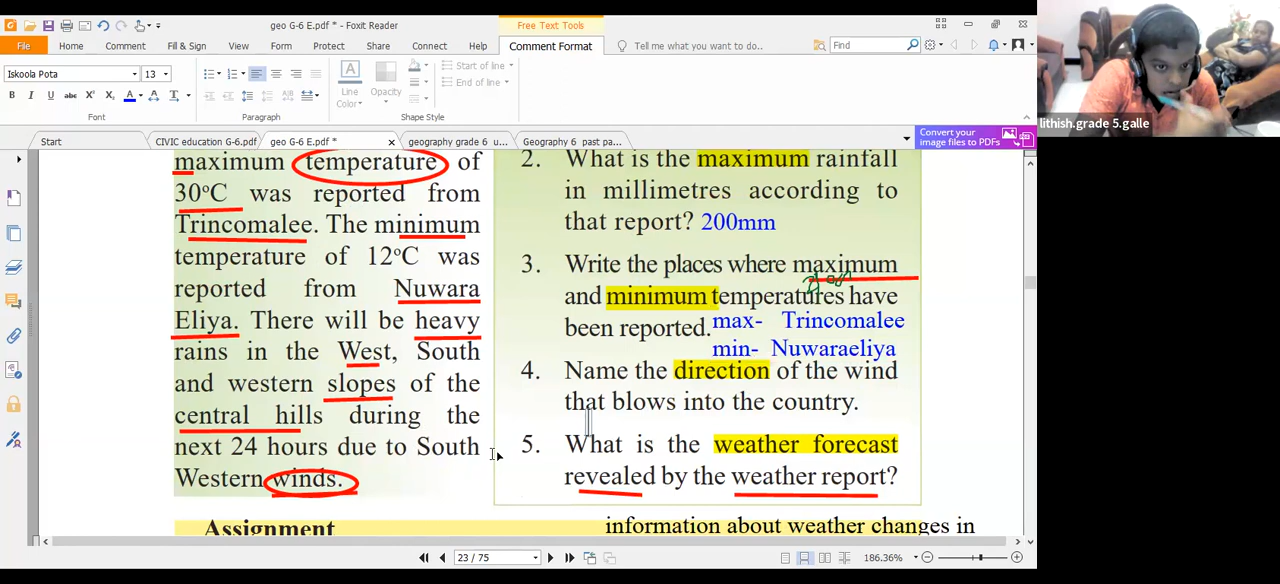 geo G-6 E.pdf * - Foxit Reader
Free Text Tools
File Home Comment Fill & Sign View Form Protect Share Connect Help Comment Format Tell me what you want to do.. Find
Iskoola Pota 13
Line Color
Opacity
Start of line
End of line
B I U abc X² X₂ A A T
Font Paragraph Shape Style
Start CIVIC education G-6.pdf geo G-6 E.pdf * geography grade 6 u... Geography 6 past pa...
Convert your image files to PDFs
lithish.grade 5.galle
maximum temperature of
30°C was reported from
Trincomalee. The minimum
temperature of 12°C was
reported from Nuwara
Eliya. There will be heavy
rains in the West, South
and western slopes of the
central hills during the
next 24 hours due to South
Western winds.
Assignment
2. What is the maximum rainfall
in millimetres according to
that report? 200mm
3. Write the places where maximum
and minimum temperatures have
been reported. max- Trincomalee
min- Nuwaraeliya
4. Name the direction of the wind
that blows into the country.
5. What is the weather forecast
revealed by the weather report?
information about weather changes in
23 / 75 186.36%